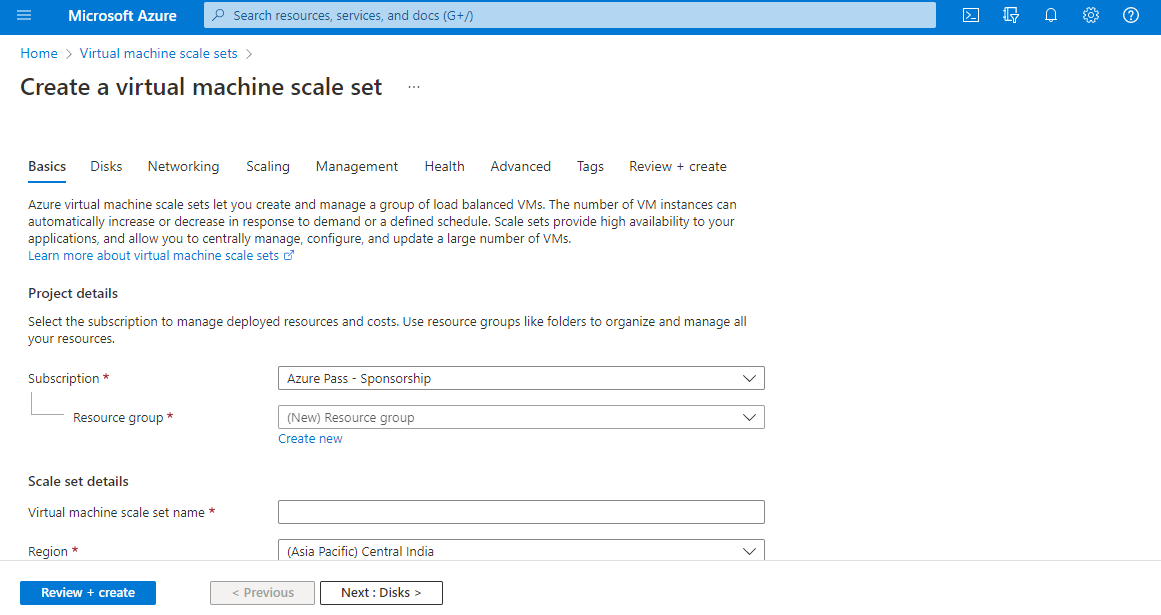 Microsoft Azure
Search resources, services, and docs (G+/)
Home > Virtual machine scale sets >
Create a virtual machine scale set ...
Basics Disks Networking Scaling Management Health Advanced Tags Review + create
Azure virtual machine scale sets let you create and manage a group of load balanced VMs. The number of VM instances can
automatically increase or decrease in response to demand or a defined schedule. Scale sets provide high availability to your
applications, and allow you to centrally manage, configure, and update a large number of VMs.
Learn more about virtual machine scale sets
Project details
Select the subscription to manage deployed resources and costs. Use resource groups like folders to organize and manage all
your resources.
Subscription * Azure Pass - Sponsorship
Resource group * (New) Resource group
Create new
Scale set details
Virtual machine scale set name *
Region * (Asia Pacific) Central India
Review + create < Previous Next : Disks >